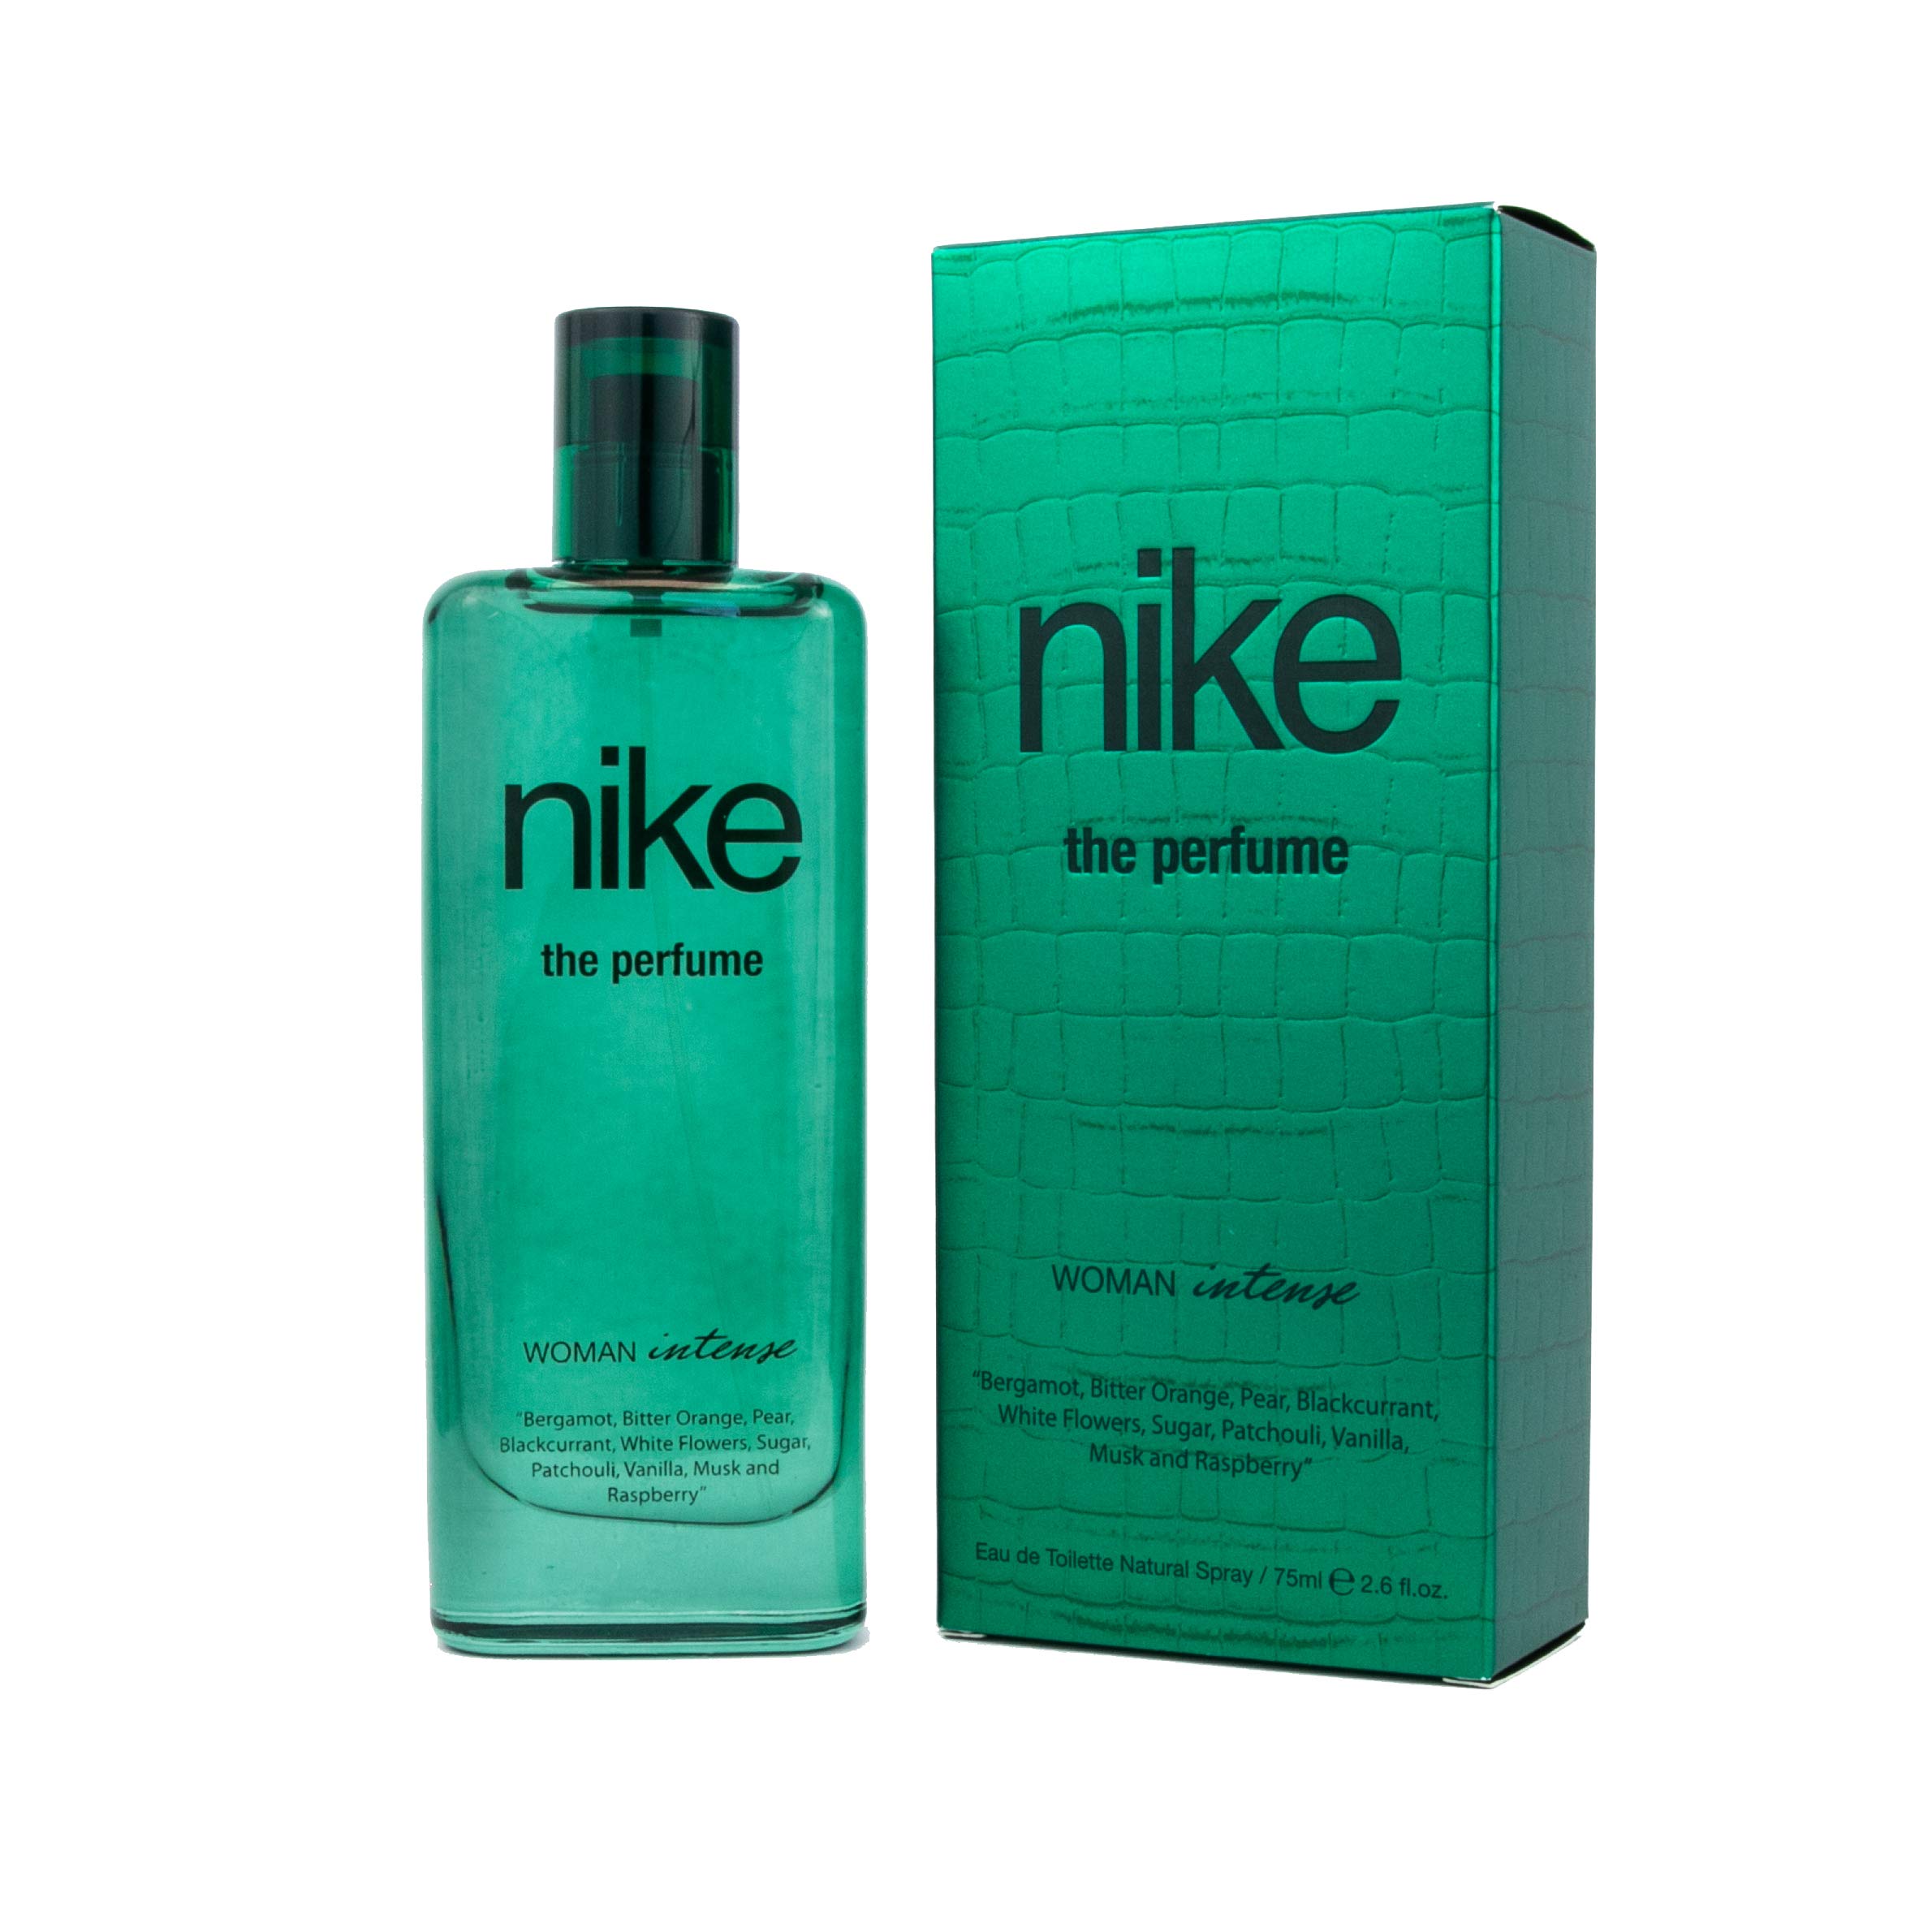 nike
the perfume
WOMAN intense
“Bergamot, Bitter Orange, Pear,
Blackcurrant, White Flowers, Sugar,
Patchouli, Vanilla, Musk and
Raspberry”
nike
the perfume
WOMAN intense
“Bergamot, Bitter Orange, Pear, Blackcurrant,
White Flowers, Sugar, Patchouli, Vanilla,
Musk and Raspberry”
Eau de Toilette Natural Spray / 75ml ℮ 2.6 fl.oz.